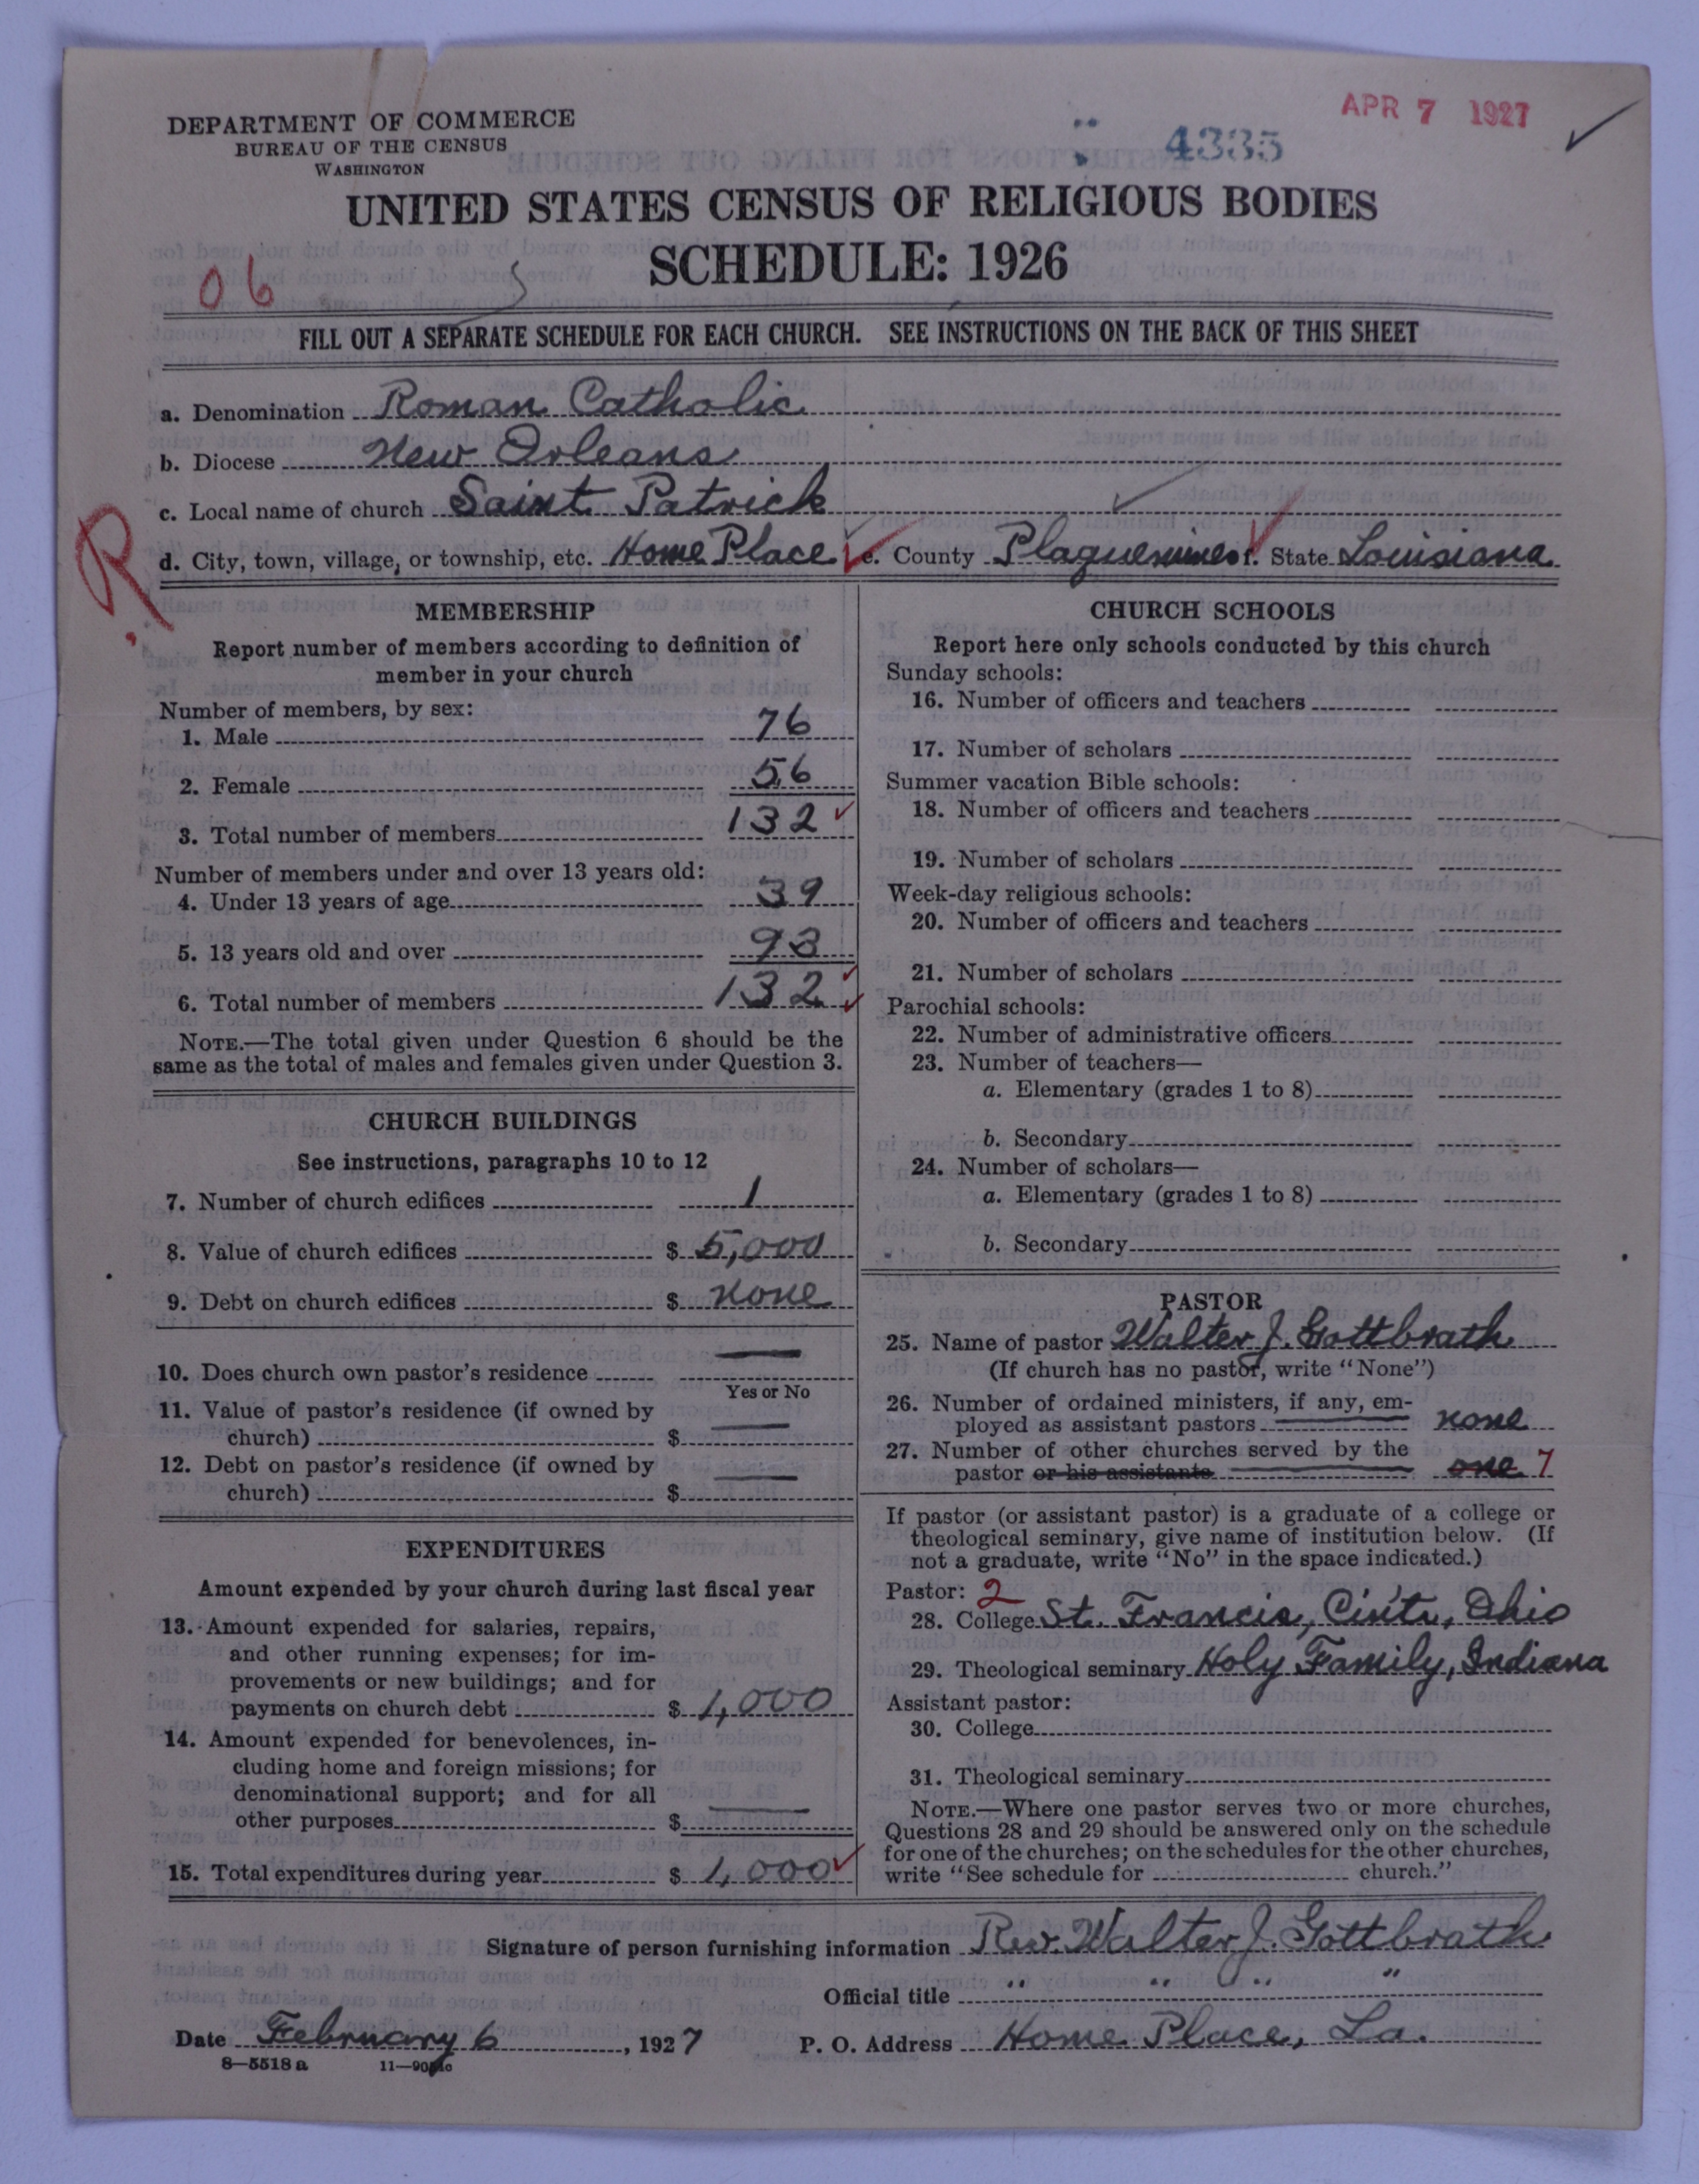 APR 7 1927
4335
DEPARTMENT OF COMMERCE
BUREAU OF THE CENSUS
WASHINGTON
UNITED STATES CENSUS OF RELIGIOUS BODIES
SCHEDULE: 1926
06
FILL OUT A SEPARATE SCHEDULE FOR EACH CHURCH. SEE INSTRUCTIONS ON THE BACK OF THIS SHEET
a. Denomination Roman Catholic
b. Diocese New Orleans
c. Local name of church Saint Patrick
R
d. City, town, village, or township, etc. Home Place e. County Plaquemines f. State Louisiana
MEMBERSHIP
Report number of members according to definition of
member in your church
Number of members, by sex:
1. Male 76
2. Female 56
3. Total number of members 132
Number of members under and over 13 years old:
4. Under 13 years of age 39
5. 13 years old and over 93
6. Total number of members 132
NOTE.—The total given under Question 6 should be the
same as the total of males and females given under Question 3.
CHURCH BUILDINGS
See instructions, paragraphs 10 to 12
7. Number of church edifices 1
8. Value of church edifices $ 5,000
9. Debt on church edifices $ none
10. Does church own pastor's residence —
Yes or No
11. Value of pastor's residence (if owned by
church) $ —
12. Debt on pastor's residence (if owned by
church) $ —
EXPENDITURES
Amount expended by your church during last fiscal year
13. Amount expended for salaries, repairs,
and other running expenses; for im-
provements or new buildings; and for
payments on church debt $ 1,000
14. Amount expended for benevolences, in-
cluding home and foreign missions; for
denominational support; and for all
other purposes $ —
15. Total expenditures during year $ 1,000
CHURCH SCHOOLS
Report here only schools conducted by this church
Sunday schools:
16. Number of officers and teachers
17. Number of scholars
Summer vacation Bible schools:
18. Number of officers and teachers
19. Number of scholars
Week-day religious schools:
20. Number of officers and teachers
21. Number of scholars
Parochial schools:
22. Number of administrative officers
23. Number of teachers—
a. Elementary (grades 1 to 8)
b. Secondary
24. Number of scholars—
a. Elementary (grades 1 to 8)
b. Secondary
PASTOR
25. Name of pastor Walter J. Gottbrath
(If church has no pastor, write "None")
26. Number of ordained ministers, if any, em-
ployed as assistant pastors none
27. Number of other churches served by the
pastor or his assistants one 7
If pastor (or assistant pastor) is a graduate of a college or
theological seminary, give name of institution below. (If
not a graduate, write "No" in the space indicated.)
Pastor: 2
28. College St. Francis, Cin'ti, Ohio
29. Theological seminary Holy Family, Indiana
Assistant pastor:
30. College
31. Theological seminary
NOTE.—Where one pastor serves two or more churches,
Questions 28 and 29 should be answered only on the schedule
for one of the churches; on the schedules for the other churches,
write "See schedule for church."
Signature of person furnishing information Rev. Walter J. Gottbrath
Official title " " " "
Date February 6, 1927 P. O. Address Home Place, La.
8—5518 a